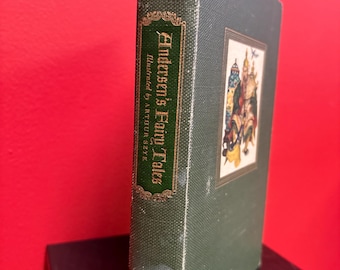 Andersen's Fairy Tales
Illustrated by ARTHUR SZYK